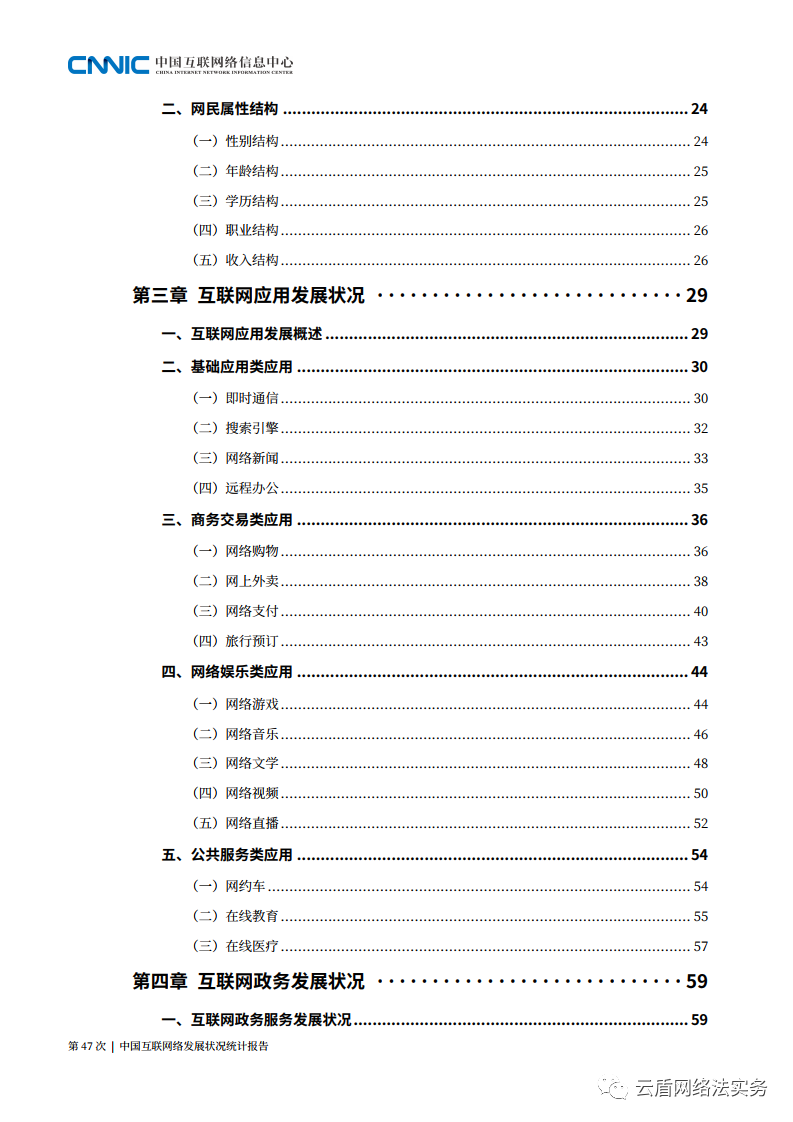 CNNIC 中国互联网络信息中心
CHINA INTERNET NETWORK INFORMATION CENTER
二、网民属性结构 24
（一）性别结构 24
（二）年龄结构 25
（三）学历结构 25
（四）职业结构 26
（五）收入结构 26
第三章 互联网应用发展状况 29
一、互联网应用发展概述 29
二、基础应用类应用 30
（一）即时通信 30
（二）搜索引擎 32
（三）网络新闻 33
（四）远程办公 35
三、商务交易类应用 36
（一）网络购物 36
（二）网上外卖 38
（三）网络支付 40
（四）旅行预订 43
四、网络娱乐类应用 44
（一）网络游戏 44
（二）网络音乐 46
（三）网络文学 48
（四）网络视频 50
（五）网络直播 52
五、公共服务类应用 54
（一）网约车 54
（二）在线教育 55
（三）在线医疗 57
第四章 互联网政务发展状况 59
一、互联网政务服务发展状况 59
第 47 次 | 中国互联网络发展状况统计报告
云盾网络法实务